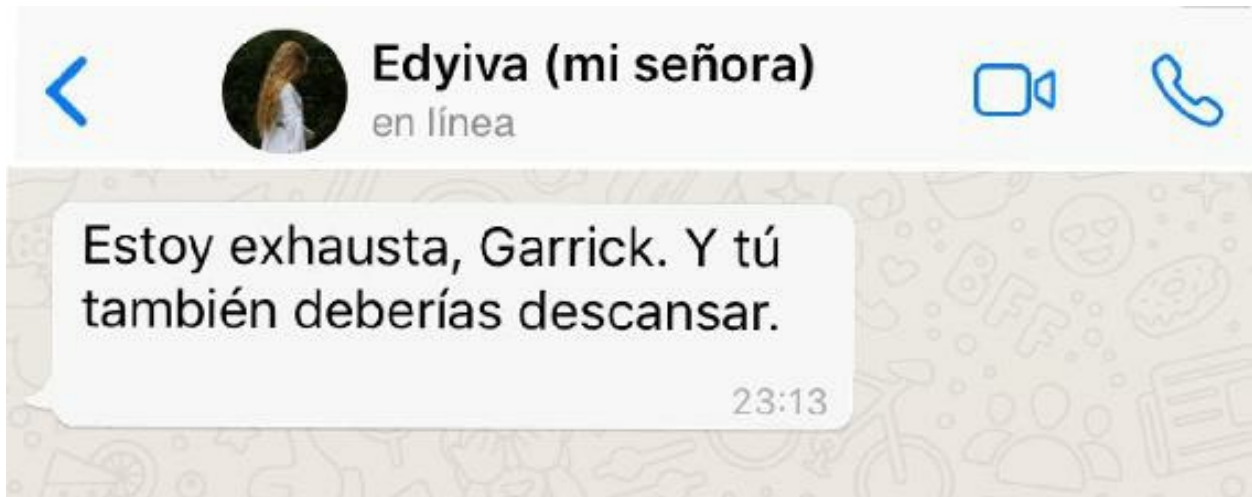 Edyiva (mi señora)
en línea
Estoy exhausta, Garrick. Y tú
también deberías descansar.
23:13